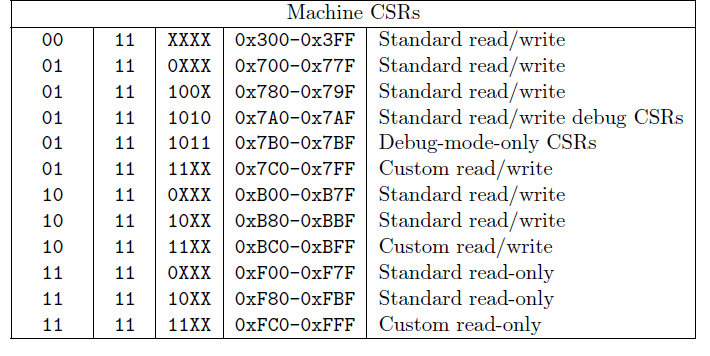 Machine CSRs
00 11 XXXX 0x300-0x3FF Standard read/write
01 11 0XXX 0x700-0x77F Standard read/write
01 11 100X 0x780-0x79F Standard read/write
01 11 1010 0x7A0-0x7AF Standard read/write debug CSRs
01 11 1011 0x7B0-0x7BF Debug-mode-only CSRs
01 11 11XX 0x7C0-0x7FF Custom read/write
10 11 0XXX 0xB00-0xB7F Standard read/write
10 11 10XX 0xB80-0xBBF Standard read/write
10 11 11XX 0xBC0-0xBFF Custom read/write
11 11 0XXX 0xF00-0xF7F Standard read-only
11 11 10XX 0xF80-0xFBF Standard read-only
11 11 11XX 0xFC0-0xFFF Custom read-only